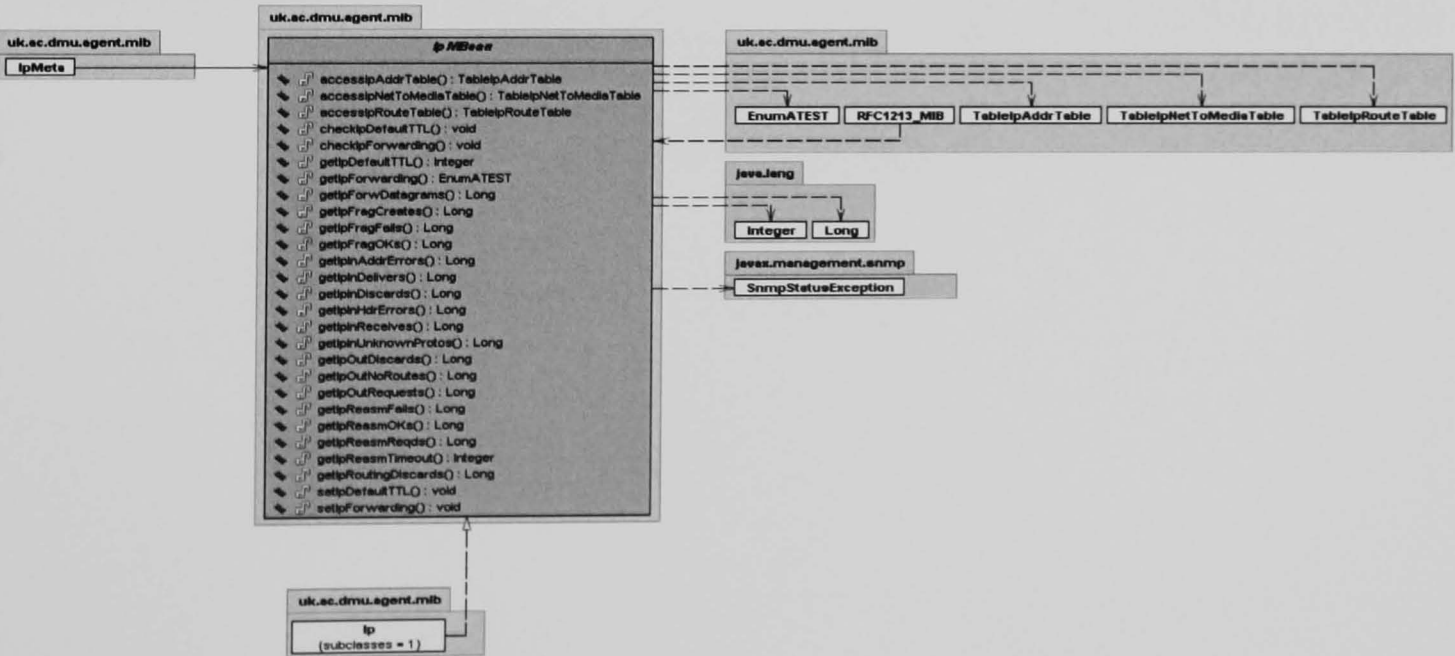 uk.ac.dmu.agent.mib
IpMeta
uk.ac.dmu.agent.mib
IpMBean
accessIpAddrTable() : TableIpAddrTable
accessIpNetToMediaTable() : TableIpNetToMediaTable
accessIpRouteTable() : TableIpRouteTable
checkIpDefaultTTL() : void
checkIpForwarding() : void
getIpDefaultTTL() : Integer
getIpForwarding() : EnumATEST
getIpForwDatagrams() : Long
getIpFragCreates() : Long
getIpFragFails() : Long
getIpFragOKs() : Long
getIpInAddrErrors() : Long
getIpInDelivers() : Long
getIpInDiscards() : Long
getIpInHdrErrors() : Long
getIpInReceives() : Long
getIpInUnknownProtos() : Long
getIpOutDiscards() : Long
getIpOutNoRoutes() : Long
getIpOutRequests() : Long
getIpReasmFails() : Long
getIpReasmOKs() : Long
getIpReasmReqds() : Long
getIpReasmTimeout() : Integer
getIpRoutingDiscards() : Long
setIpDefaultTTL() : void
setIpForwarding() : void
uk.ac.dmu.agent.mib
EnumATEST RFC1213_MIB TableIpAddrTable TableIpNetToMediaTable TableIpRouteTable
java.lang
Integer Long
javax.management.snmp
SnmpStatusException
uk.ac.dmu.agent.mib
Ip
(subclasses = 1)